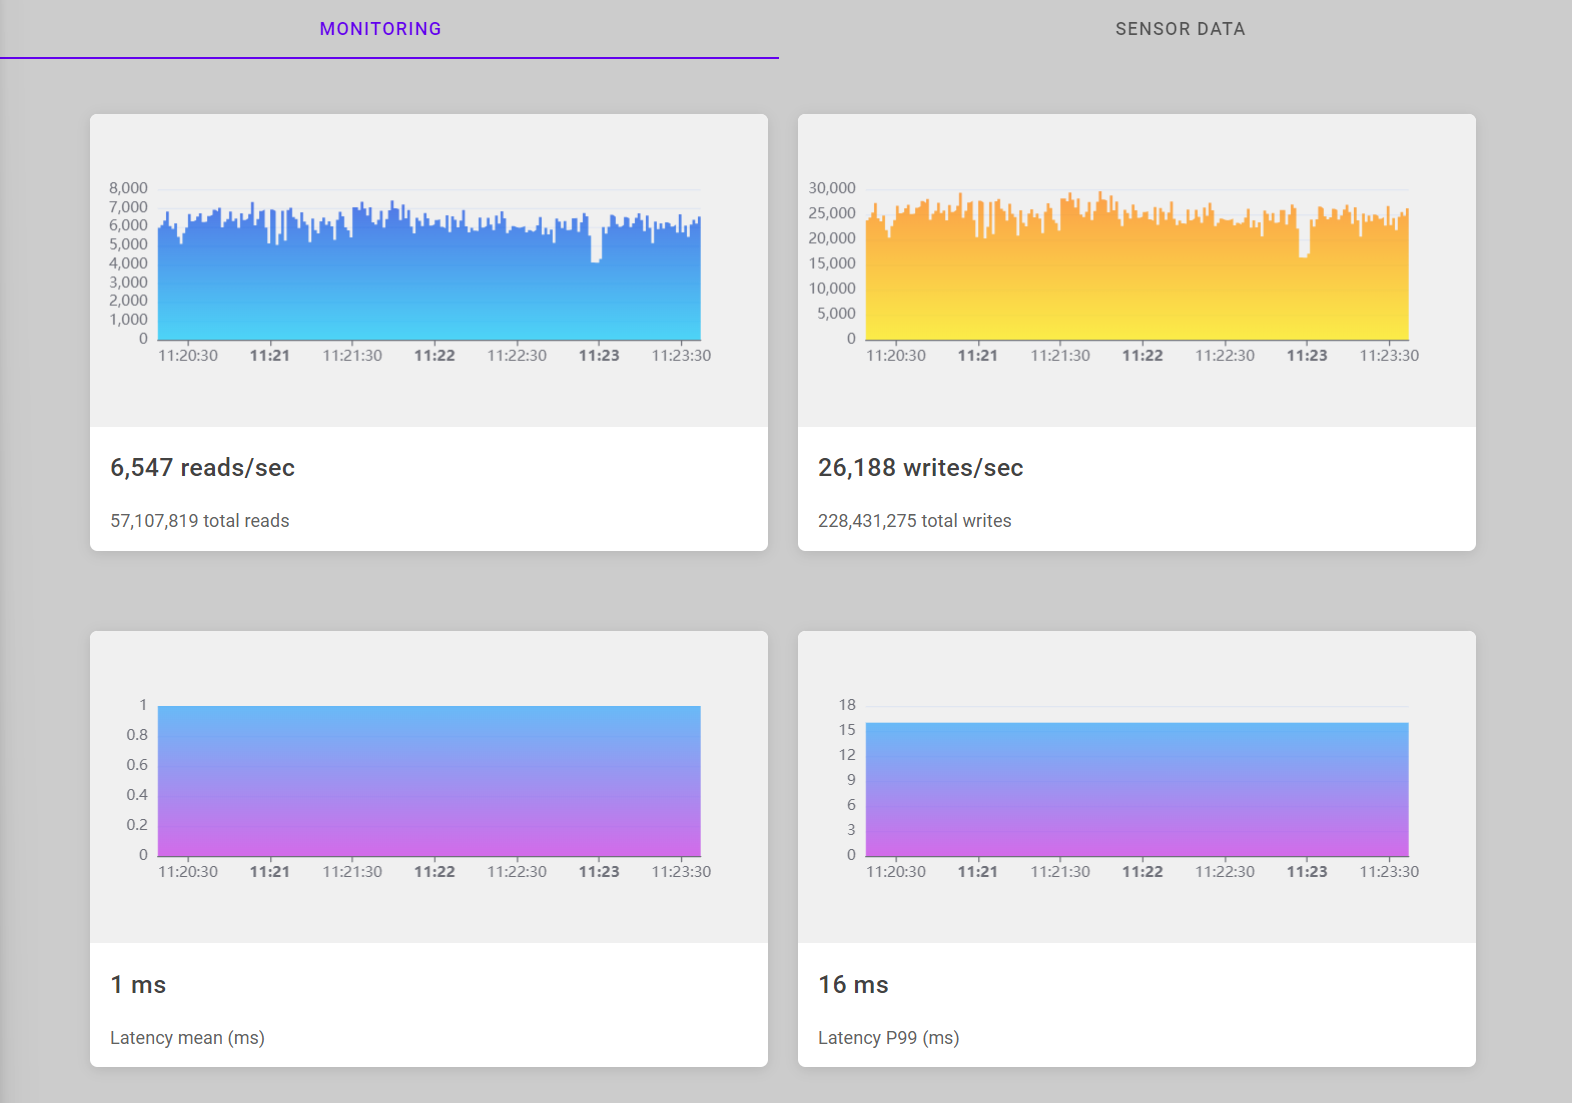 MONITORING
SENSOR DATA
8,000
7,000
6,000
5,000
4,000
3,000
2,000
1,000
0
11:20:30 11:21 11:21:30 11:22 11:22:30 11:23 11:23:30
6,547 reads/sec
57,107,819 total reads
30,000
25,000
20,000
15,000
10,000
5,000
0
11:20:30 11:21 11:21:30 11:22 11:22:30 11:23 11:23:30
26,188 writes/sec
228,431,275 total writes
1
0.8
0.6
0.4
0.2
0
11:20:30 11:21 11:21:30 11:22 11:22:30 11:23 11:23:30
1 ms
Latency mean (ms)
18
15
12
9
6
3
0
11:20:30 11:21 11:21:30 11:22 11:22:30 11:23 11:23:30
16 ms
Latency P99 (ms)